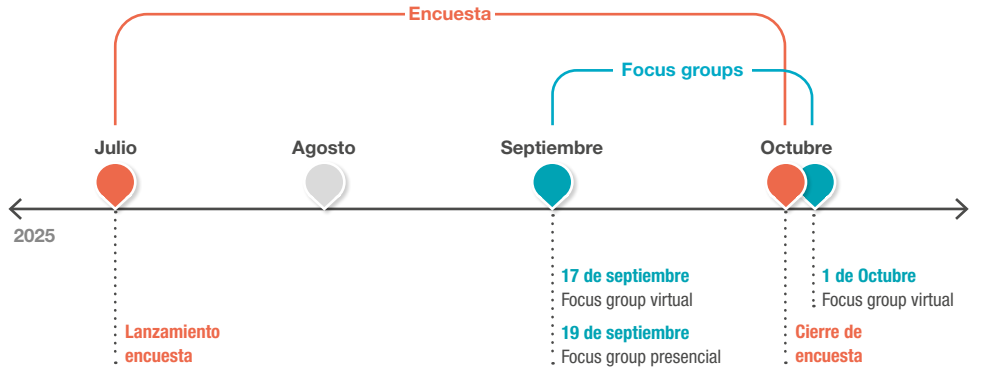 Encuesta
Focus groups
Julio
Agosto
Septiembre
Octubre
2025
17 de septiembre
Focus group virtual
1 de Octubre
Focus group virtual
Lanzamiento
encuesta
19 de septiembre
Focus group presencial
Cierre de
encuesta